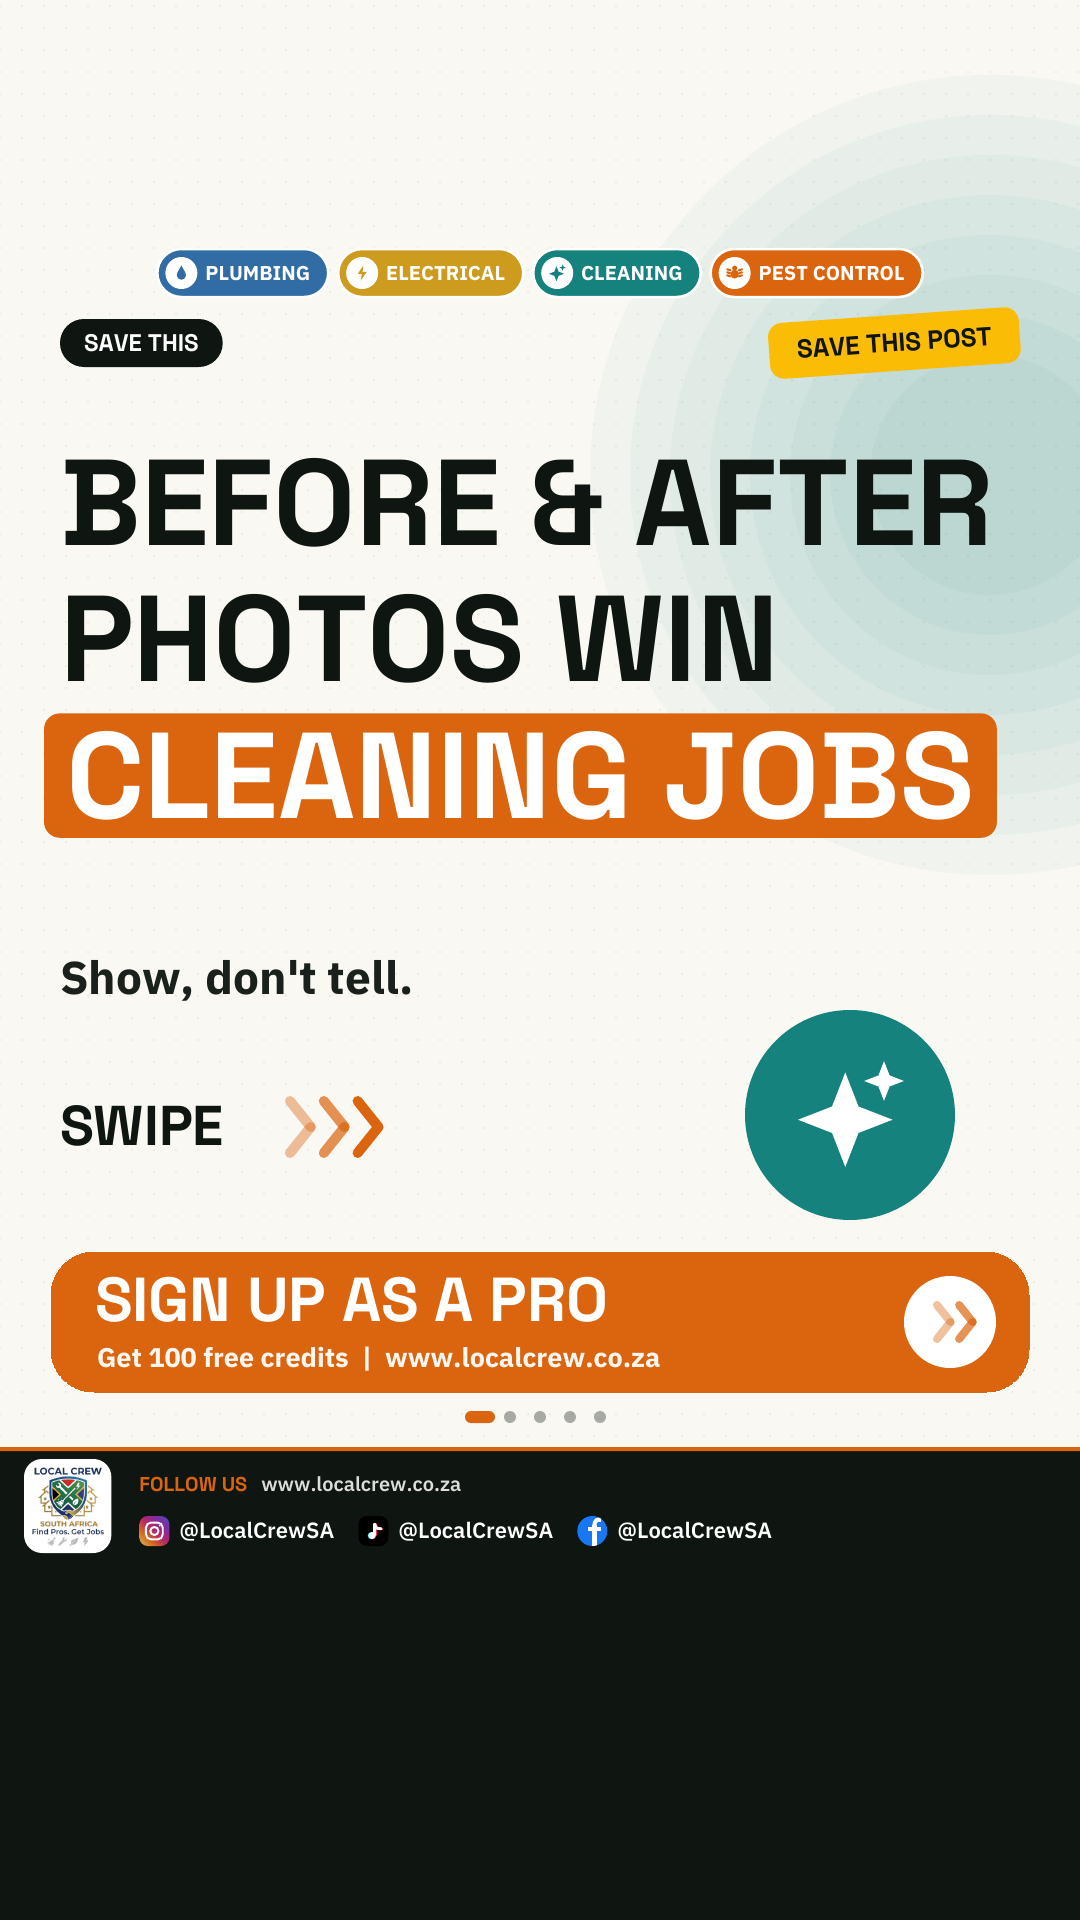 PLUMBING ELECTRICAL CLEANING PEST CONTROL
SAVE THIS
SAVE THIS POST
BEFORE & AFTER
PHOTOS WIN
CLEANING JOBS
Show, don't tell.
SWIPE
SIGN UP AS A PRO
Get 100 free credits | www.localcrew.co.za
LOCAL CREW
SOUTH AFRICA
Find Pros. Get Jobs
FOLLOW US www.localcrew.co.za
@LocalCrewSA @LocalCrewSA @LocalCrewSA